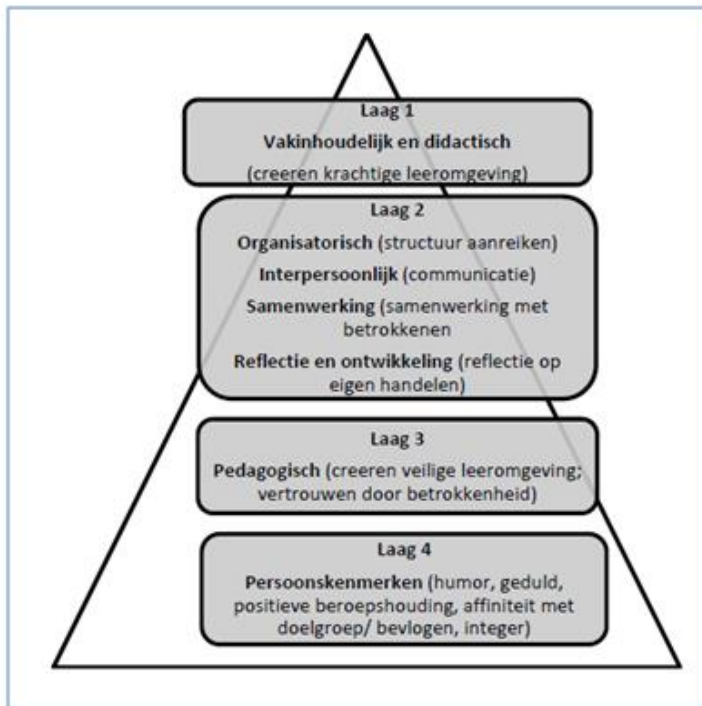 Laag 1
Vakinhoudelijk en didactisch
(creeren krachtige leeromgeving)
Laag 2
Organisatorisch (structuur aanreiken)
Interpersoonlijk (communicatie)
Samenwerking (samenwerking met
betrokkenen
Reflectie en ontwikkeling (reflectie op
eigen handelen)
Laag 3
Pedagogisch (creeren veilige leeromgeving;
vertrouwen door betrokkenheid)
Laag 4
Persoonskenmerken (humor, geduld,
positieve beroepshouding, affiniteit met
doelgroep/ bevlogen, integer)